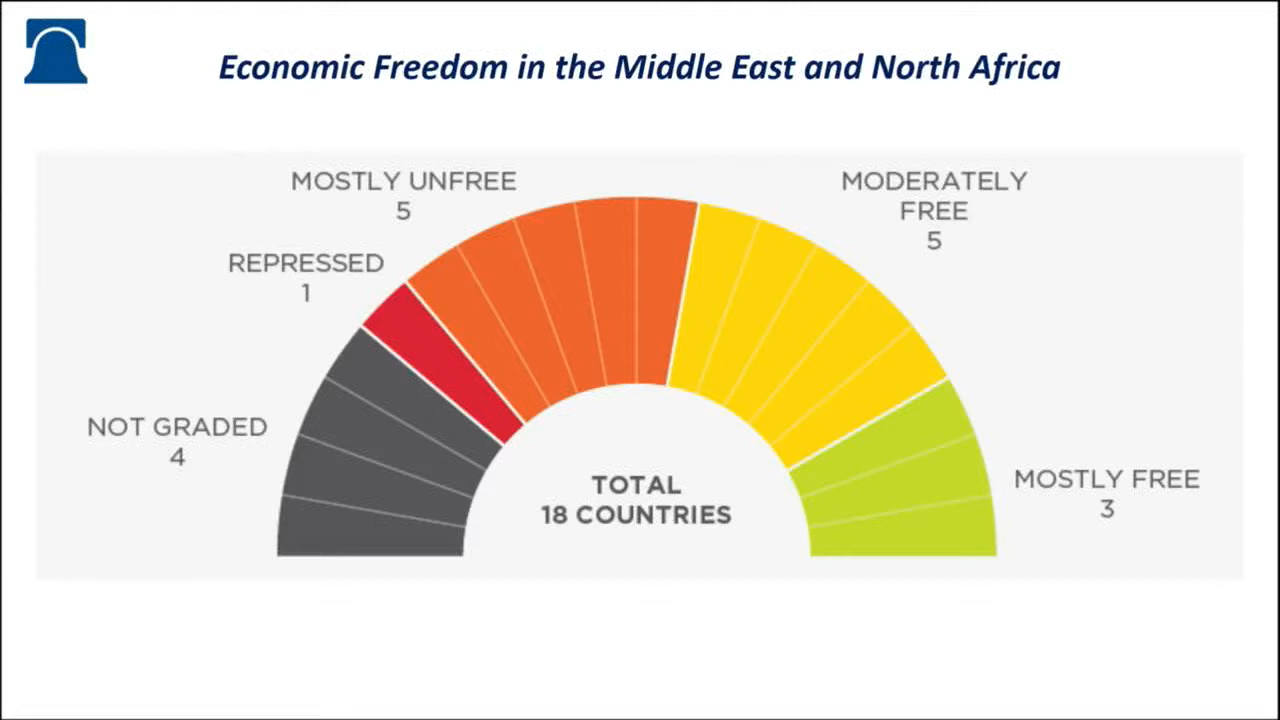 Economic Freedom in the Middle East and North Africa
MOSTLY UNFREE
5
MODERATELY
FREE
5
REPRESSED
1
NOT GRADED
4
MOSTLY FREE
3
TOTAL
18 COUNTRIES